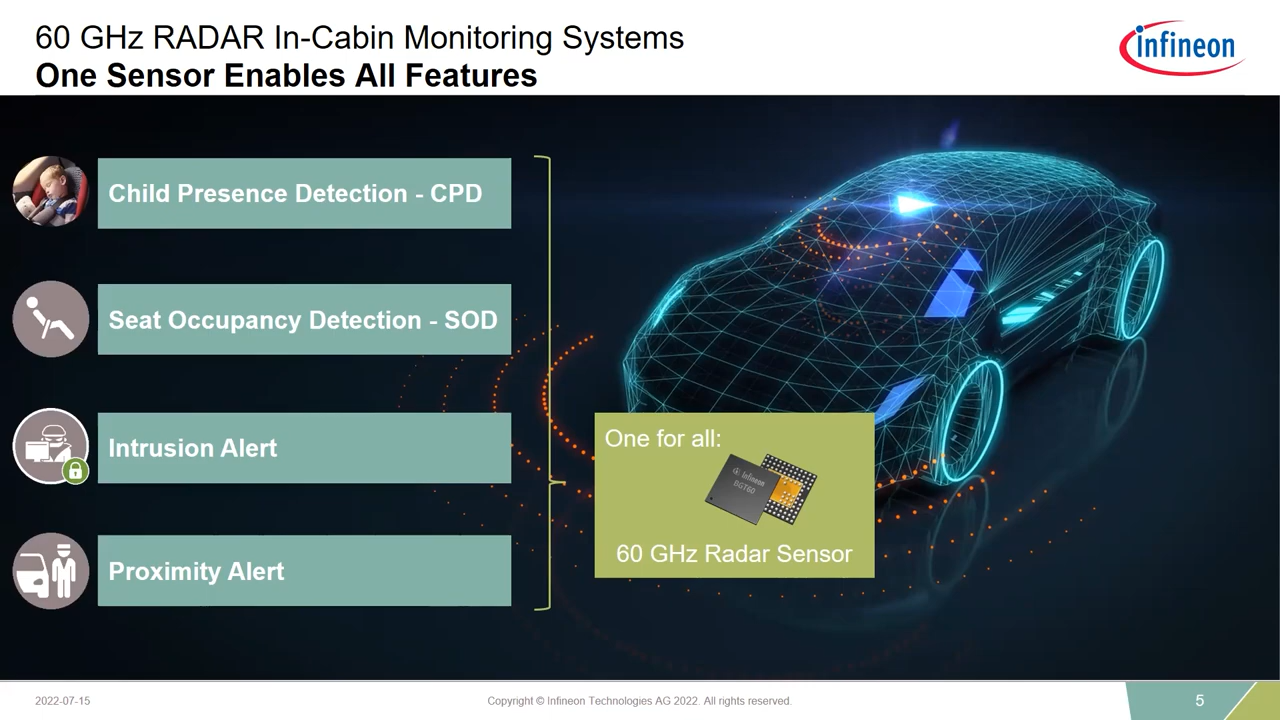 60 GHz RADAR In-Cabin Monitoring Systems
One Sensor Enables All Features
infineon
Child Presence Detection - CPD
Seat Occupancy Detection - SOD
Intrusion Alert
Proximity Alert
One for all:
infineon
BGT60
60 GHz Radar Sensor
2022-07-15
Copyright © Infineon Technologies AG 2022. All rights reserved.
5